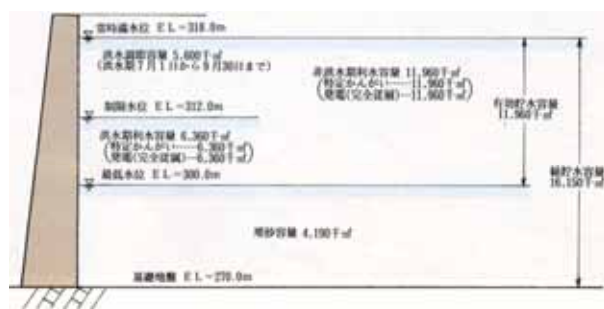 常時満水位 EL-318.0m
洪水調節容量 5,600千㎥
(洪水期7月1日から9月30日まで)
非洪水期利水容量 11,960千㎥
(特定かんがい……11,960千㎥
(発電(完全従属)…11,960千㎥)
有効貯水容量
11,960千㎥
制限水位 EL-312.0m
洪水期利水容量 6,360千㎥
(特定かんがい……6,360千㎥
(発電(完全従属)…6,360千㎥)
最低水位 EL-300.0m
総貯水容量
16,150千㎥
堆砂容量 4,190千㎥
基礎地盤 EL-270.0m